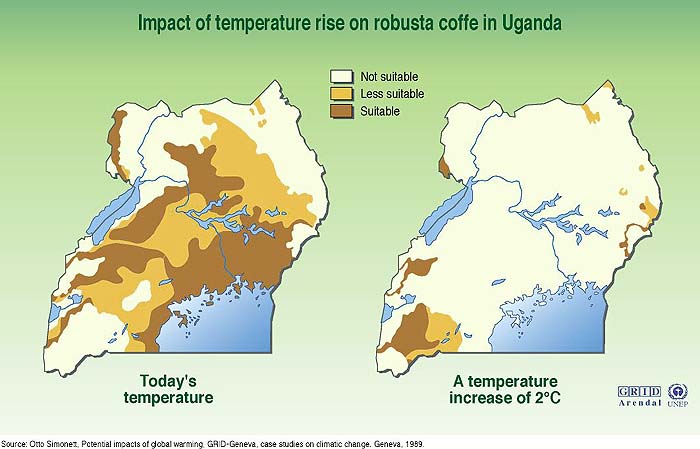 Impact of temperature rise on robusta coffe in Uganda
Not suitable
Less suitable
Suitable
Today's
temperature
A temperature
increase of 2°C
GRID
Arendal
UNEP
Source: Otto Simonett, Potential impacts of global warming, GRID-Geneva, case studies on climatic change. Geneva, 1989.